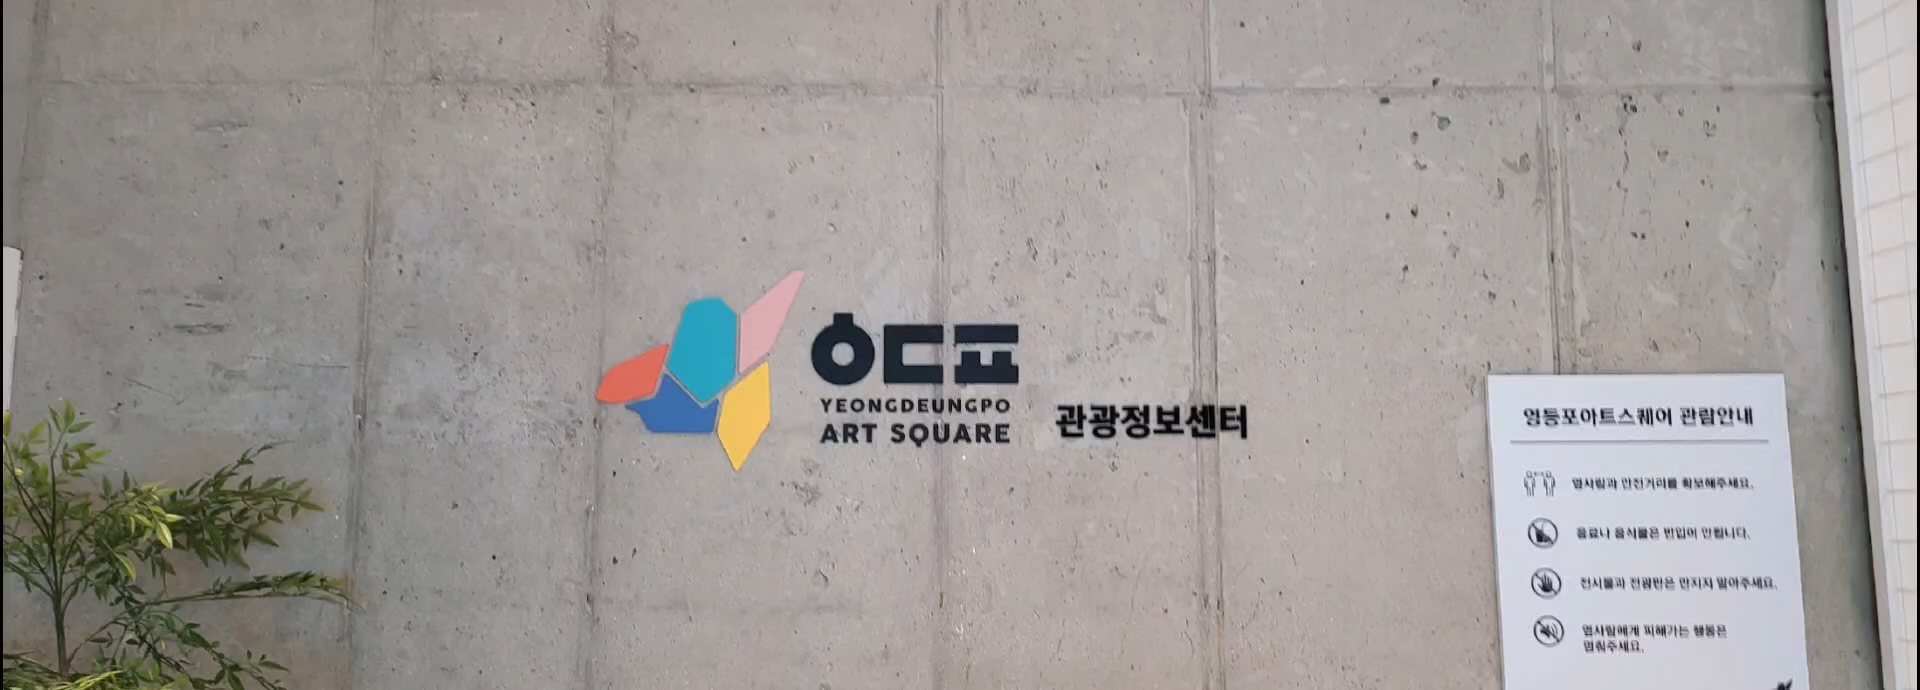 ㅎㄷㅍ
YEONGDEUNGPO
ART SQUARE
관광정보센터
영등포아트스퀘어 관람안내
옆사람과 안전거리를 확보해주세요.
음료나 음식물은 반입이 안됩니다.
전시물과 전광판은 만지지 말아주세요.
옆사람에게 피해가는 행동은
멈춰주세요.